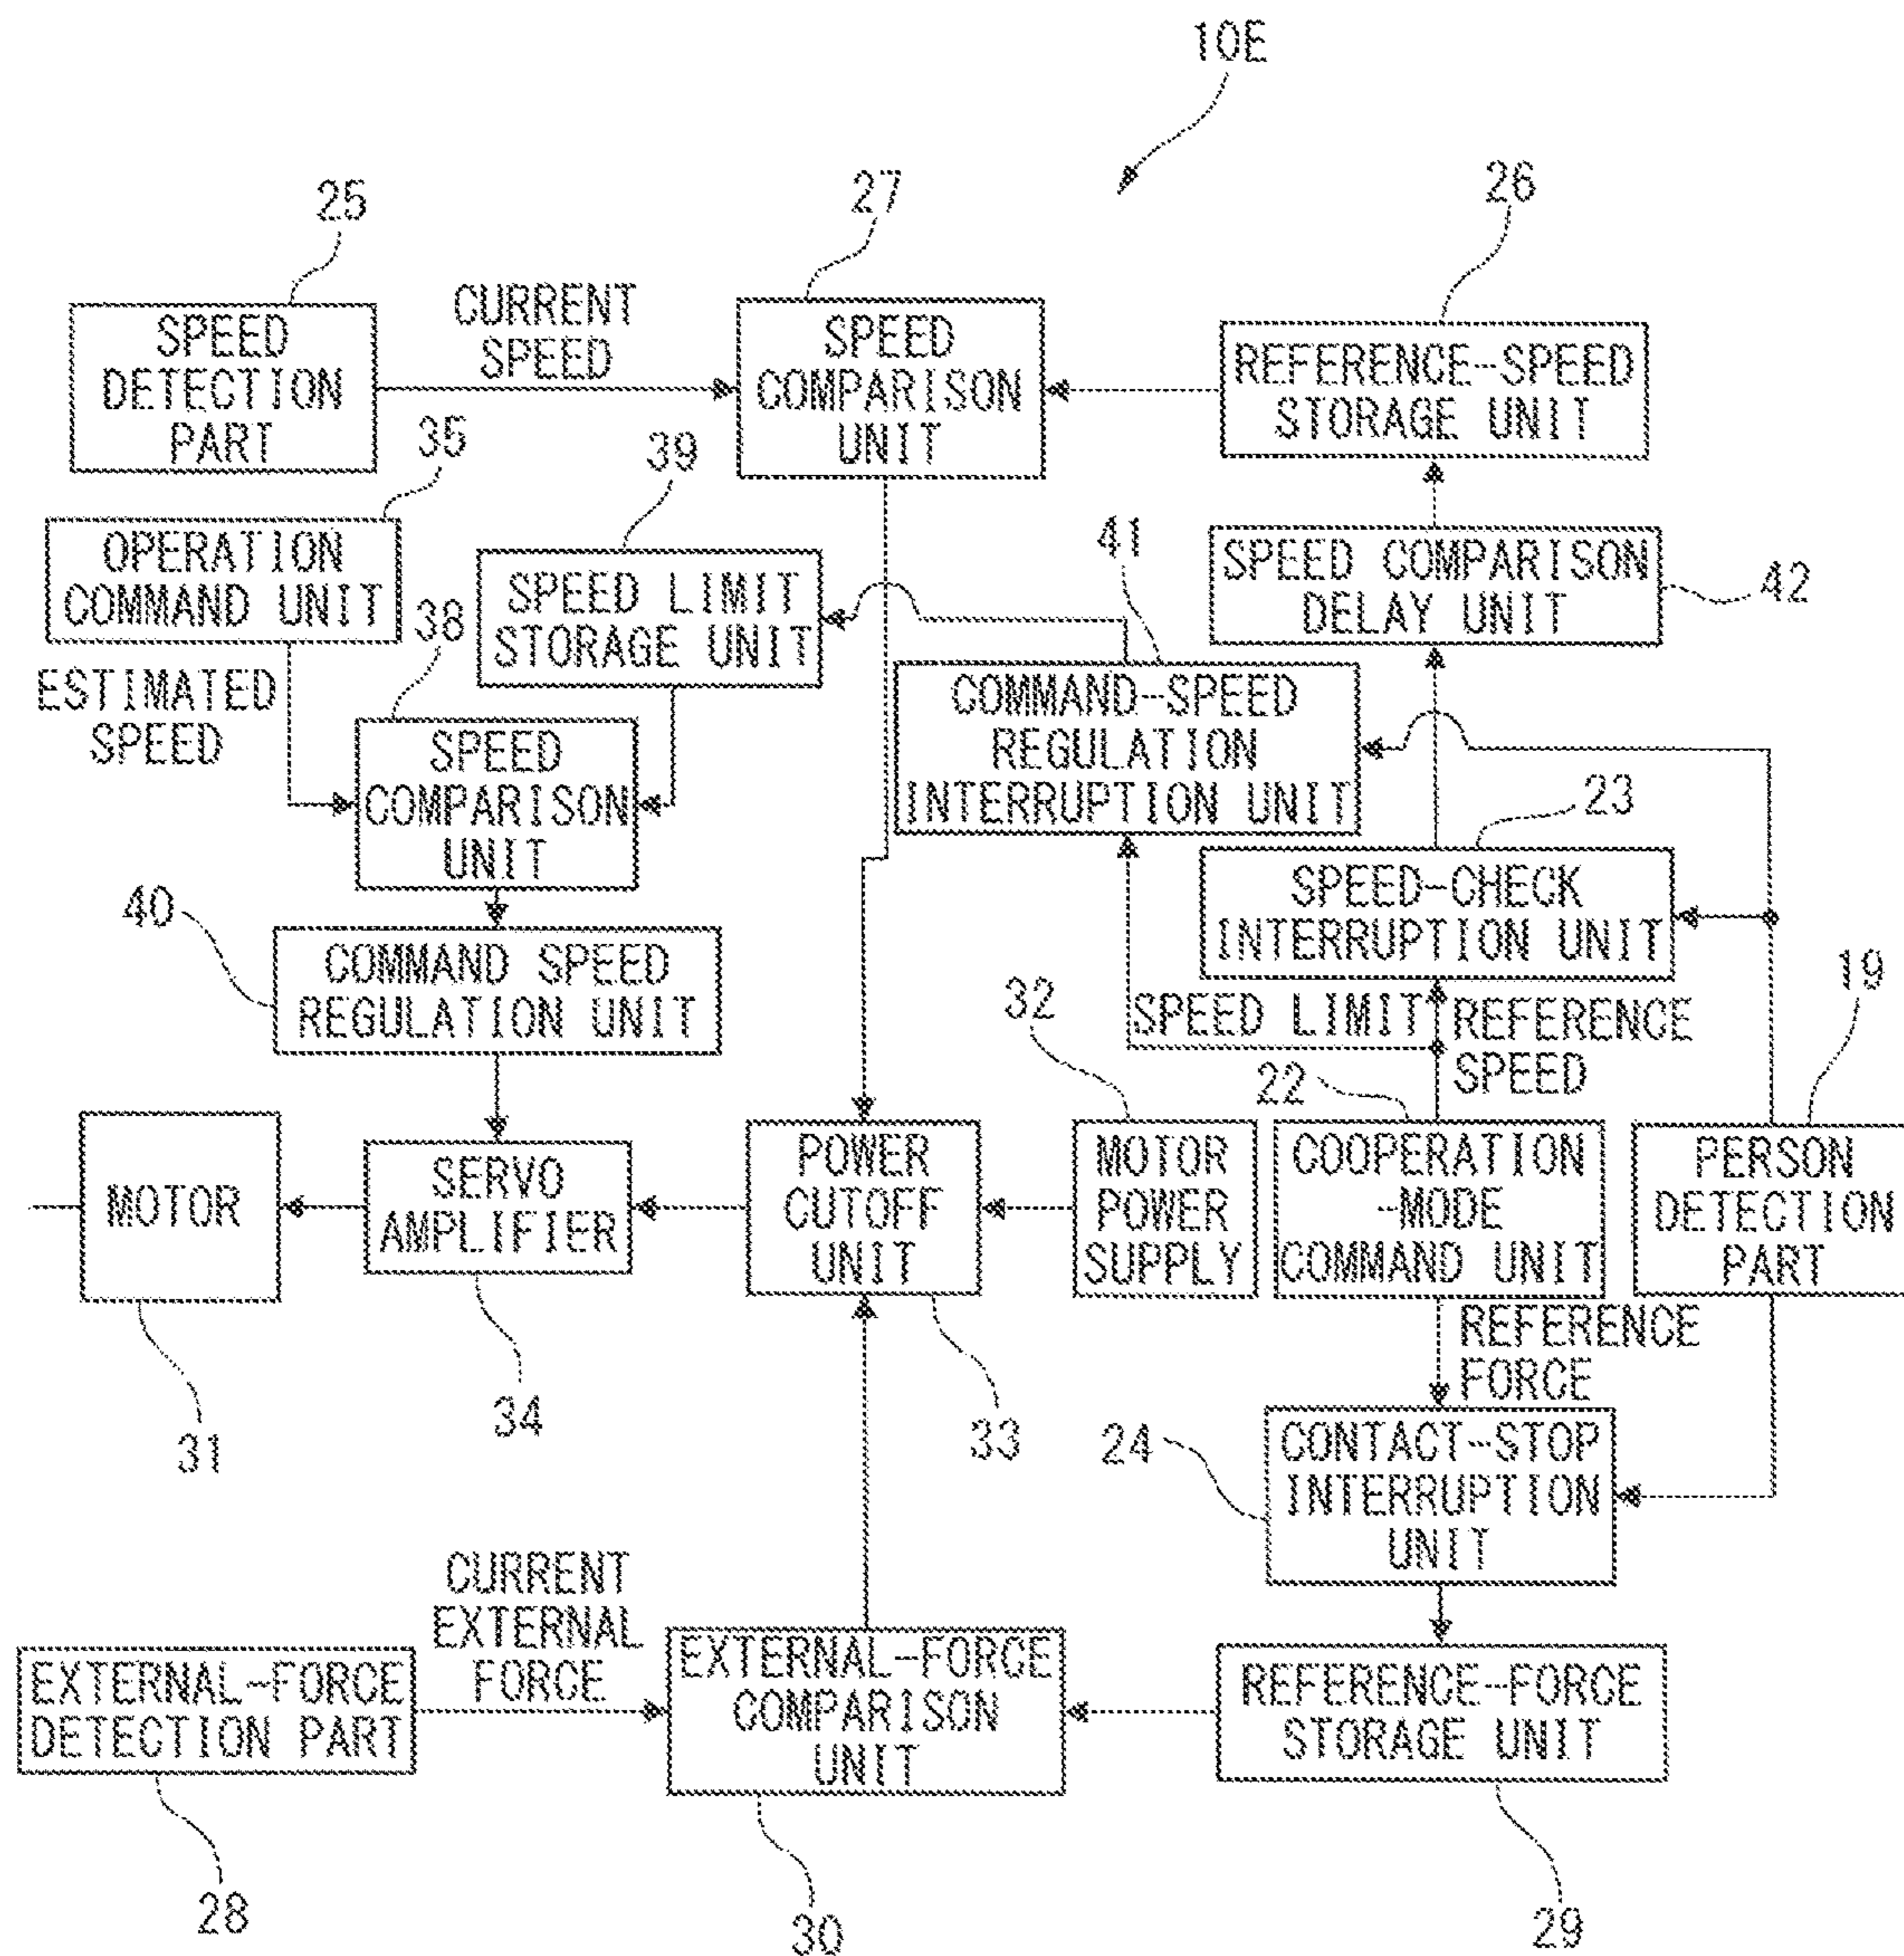 10E
25
27
26
SPEED
DETECTION
PART
CURRENT
SPEED
SPEED
COMPARISON
UNIT
REFERENCE-SPEED
STORAGE UNIT
35
39
41
OPERATION
COMMAND UNIT
38
SPEED LIMIT
STORAGE UNIT
SPEED COMPARISON
DELAY UNIT
42
ESTIMATED
SPEED
SPEED
COMPARISON
UNIT
COMMAND-SPEED
REGULATION
INTERRUPTION UNIT
23
40
COMMAND SPEED
REGULATION UNIT
SPEED-CHECK
INTERRUPTION UNIT
32
SPEED LIMIT
REFERENCE
SPEED
19
22
MOTOR
SERVO
AMPLIFIER
POWER
CUTOFF
UNIT
MOTOR
POWER
SUPPLY
COOPERATION
-MODE
COMMAND UNIT
PERSON
DETECTION
PART
REFERENCE
FORCE
31
34
33
24
CONTACT-STOP
INTERRUPTION
UNIT
CURRENT
EXTERNAL
FORCE
EXTERNAL-FORCE
DETECTION PART
EXTERNAL-FORCE
COMPARISON
UNIT
REFERENCE-FORCE
STORAGE UNIT
28
30
29